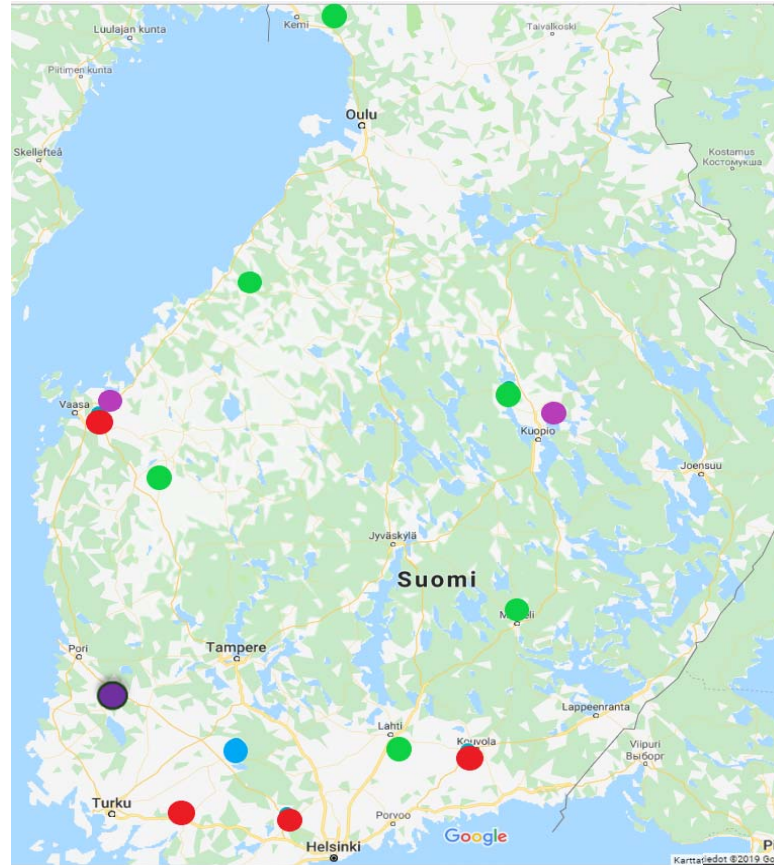 Luulajan kunta
Kemi
Taivalkoski
Piitimen kunta
Oulu
Skellefteå
Kostamus
Костомукша
Vaasa
Kuopio
Joensuu
Jyväskylä
Suomi
Pori
Tampere
Lappeenranta
Lahti
Kouvola
Viipuri
Выборг
Turku
Porvoo
Helsinki
Google
©2019